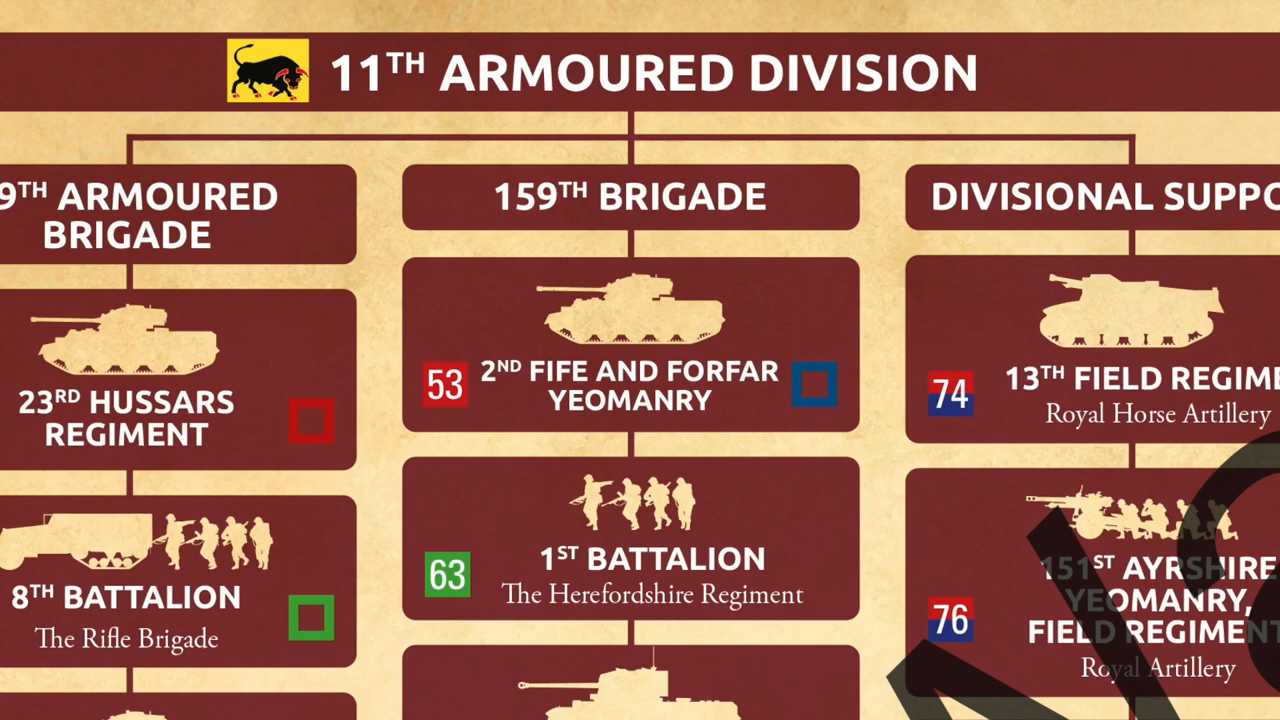 11TH ARMOURED DIVISION
9TH ARMOURED
BRIGADE
23RD HUSSARS
REGIMENT
8TH BATTALION
The Rifle Brigade
159TH BRIGADE
53
2ND FIFE AND FORFAR
YEOMANRY
63
1ST BATTALION
The Herefordshire Regiment
DIVISIONAL SUPPO
74
13TH FIELD REGIME
Royal Horse Artillery
76
151ST AYRSHIRE
YEOMANRY,
FIELD REGIMENT
Royal Artillery